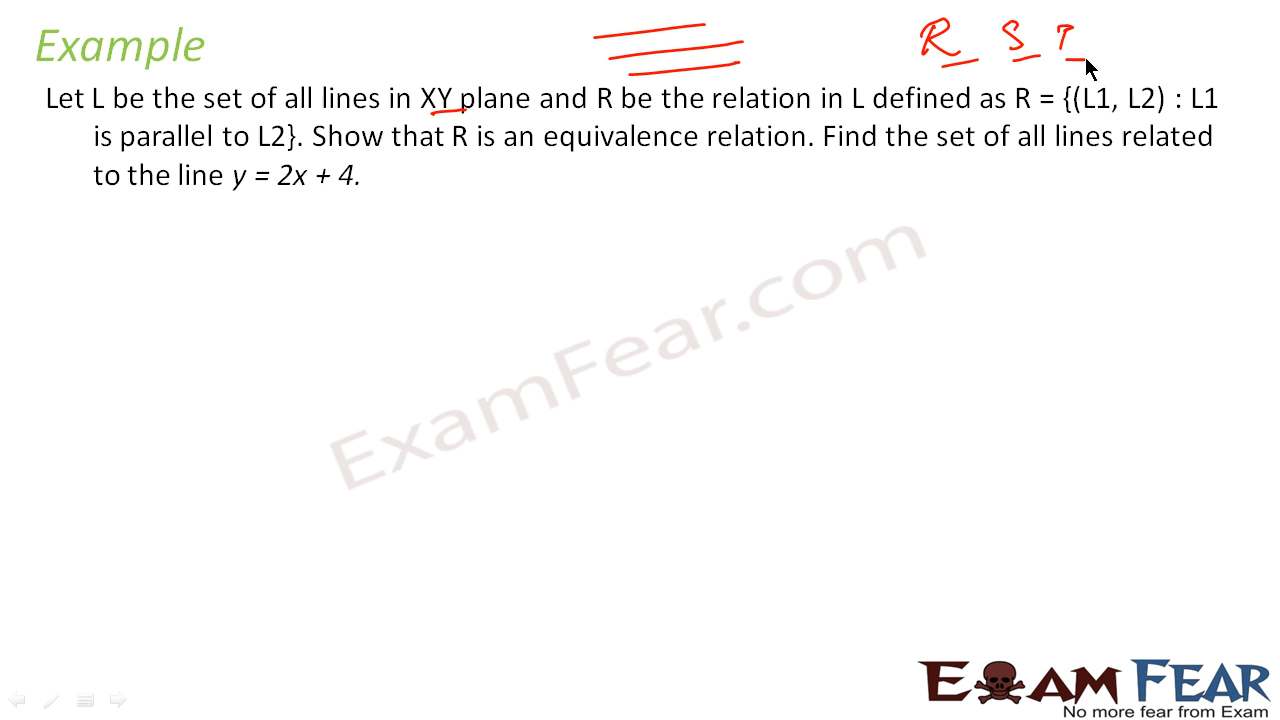 Example
R S T
Let L be the set of all lines in XY plane and R be the relation in L defined as R = {(L1, L2) : L1
is parallel to L2}. Show that R is an equivalence relation. Find the set of all lines related
to the line y = 2x + 4.
ExamFear.com
EXAM FEAR
No more fear from Exam